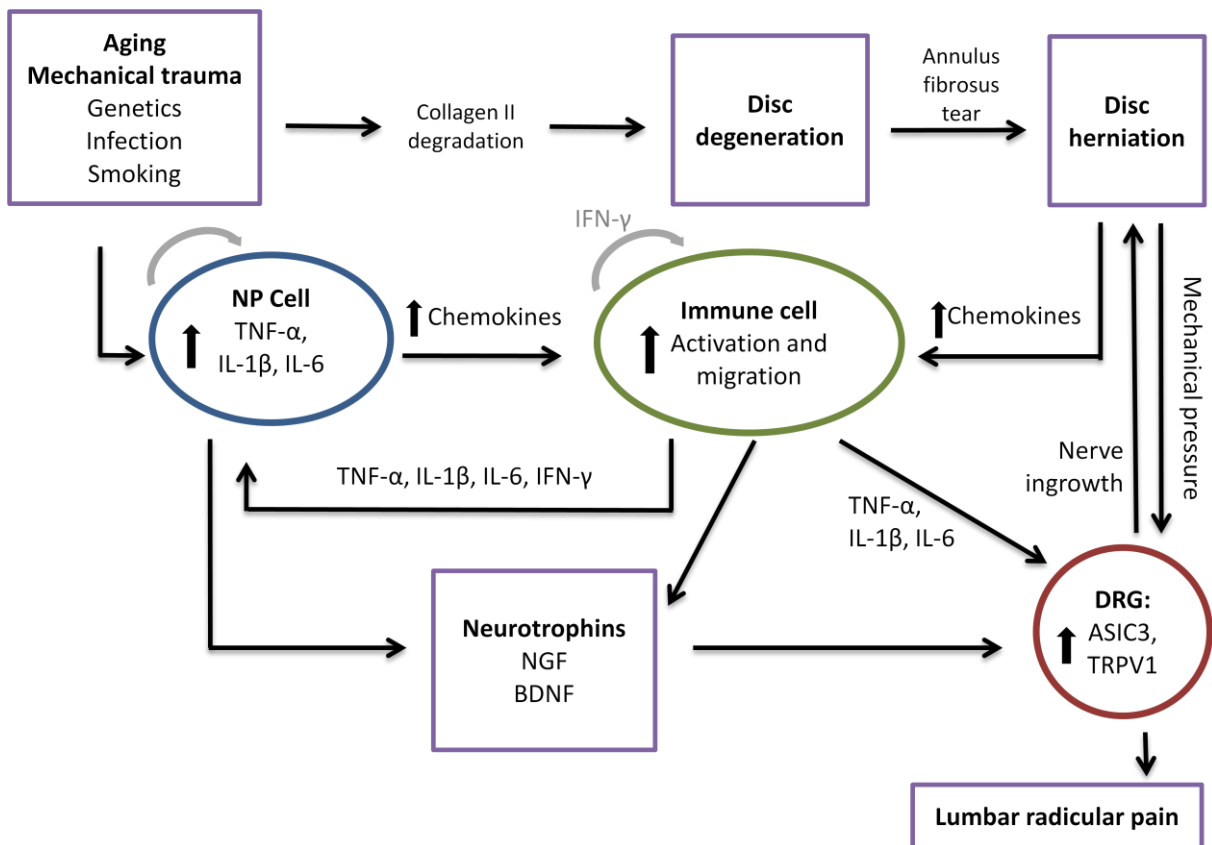 Aging
Mechanical trauma
Genetics
Infection
Smoking
Collagen II
degradation
Disc
degeneration
Annulus
fibrosus
tear
Disc
herniation
IFN-γ
NP Cell
TNF-α,
IL-1β, IL-6
Chemokines
Immune cell
Activation and
migration
Chemokines
Mechanical pressure
Nerve
ingrowth
TNF-α, IL-1β, IL-6, IFN-γ
TNF-α,
IL-1β, IL-6
Neurotrophins
NGF
BDNF
DRG:
ASIC3,
TRPV1
Lumbar radicular pain